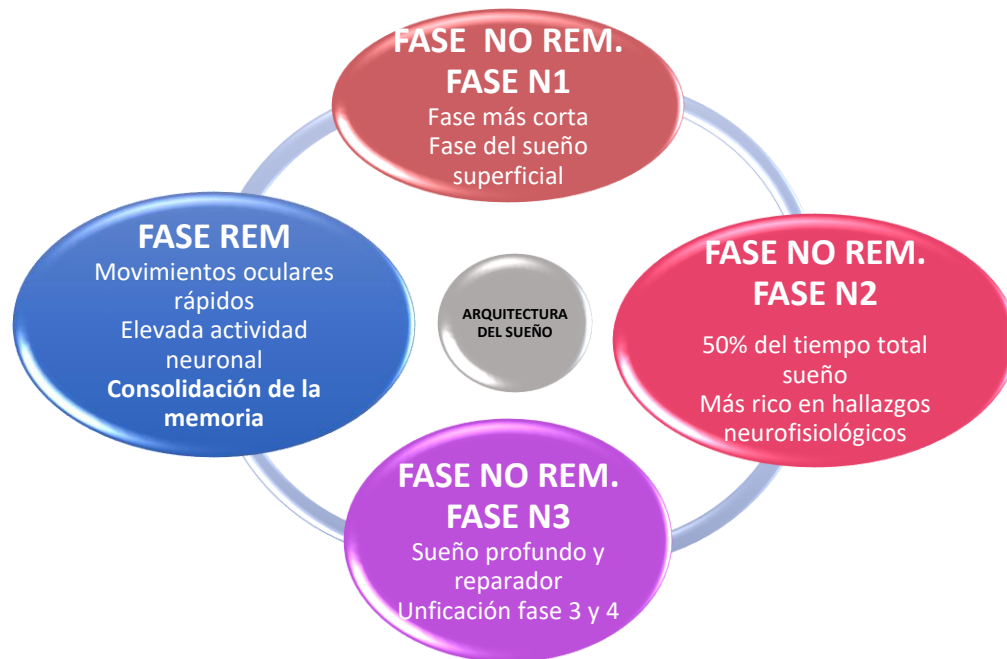 FASE NO REM.
FASE N1
Fase más corta
Fase del sueño
superficial
FASE REM
Movimientos oculares
rápidos
Elevada actividad
neuronal
Consolidación de la
memoria
ARQUITECTURA
DEL SUEÑO
FASE NO REM.
FASE N2
50% del tiempo total
sueño
Más rico en hallazgos
neurofisiológicos
FASE NO REM.
FASE N3
Sueño profundo y
reparador
Unficación fase 3 y 4